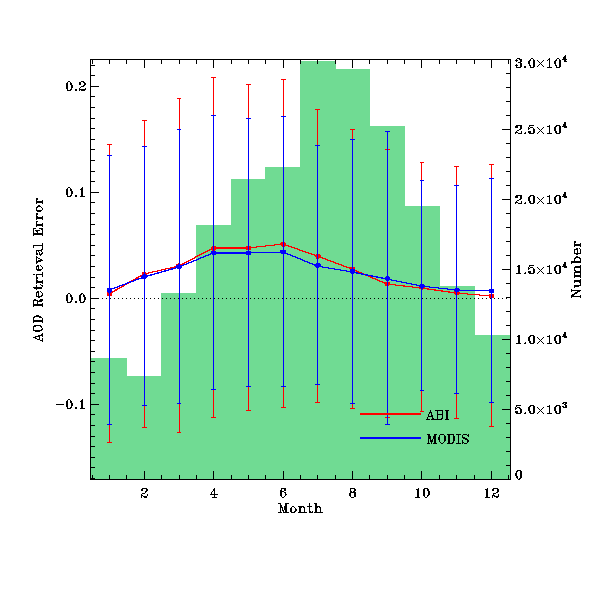 0.2
0.1
0.0
-0.1
AOD Retrieval Error
3.0×10⁴
2.5×10⁴
2.0×10⁴
1.5×10⁴
1.0×10⁴
5.0×10³
0
Number
ABI
MODIS
2 4 6 8 10 12
Month